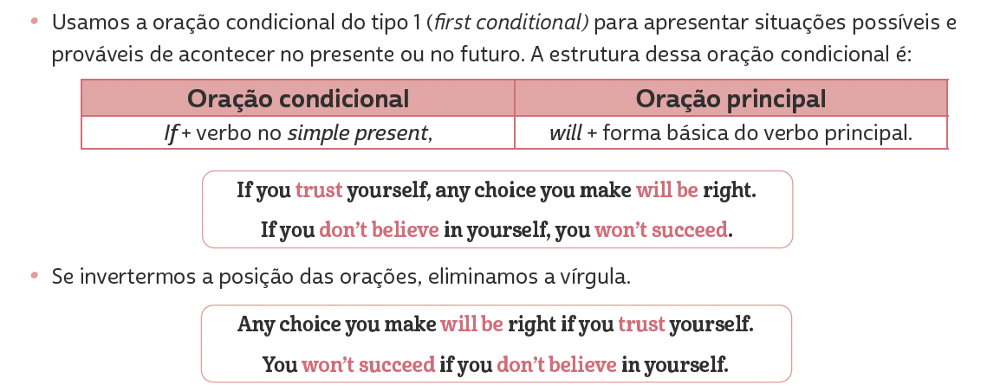 • Usamos a oração condicional do tipo 1 (first conditional) para apresentar situações possíveis e
prováveis de acontecer no presente ou no futuro. A estrutura dessa oração condicional é:
Oração condicional Oração principal
If + verbo no simple present, will + forma básica do verbo principal.
If you trust yourself, any choice you make will be right.
If you don’t believe in yourself, you won’t succeed.
• Se invertermos a posição das orações, eliminamos a vírgula.
Any choice you make will be right if you trust yourself.
You won’t succeed if you don’t believe in yourself.